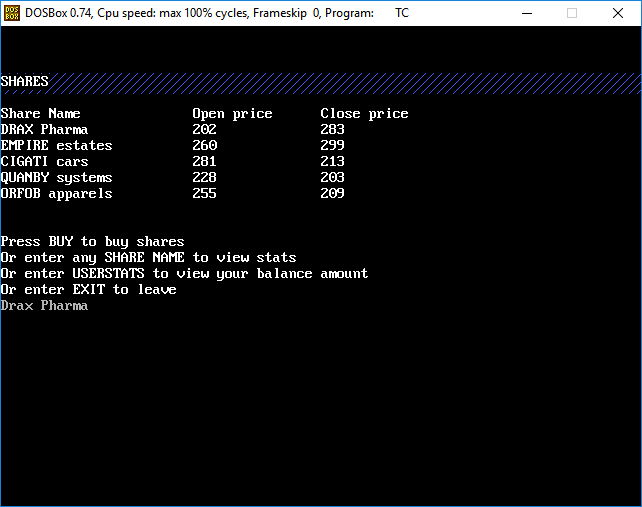 DOS BOX DOSBox 0.74, Cpu speed: max 100% cycles, Frameskip 0, Program: TC
SHARES
Share Name Open price Close price
DRAX Pharma 202 283
EMPIRE estates 260 299
CIGATI cars 281 213
QUANBY systems 228 203
ORFOB apparels 255 209
Press BUY to buy shares
Or enter any SHARE NAME to view stats
Or enter USERSTATS to view your balance amount
Or enter EXIT to leave
Drax Pharma